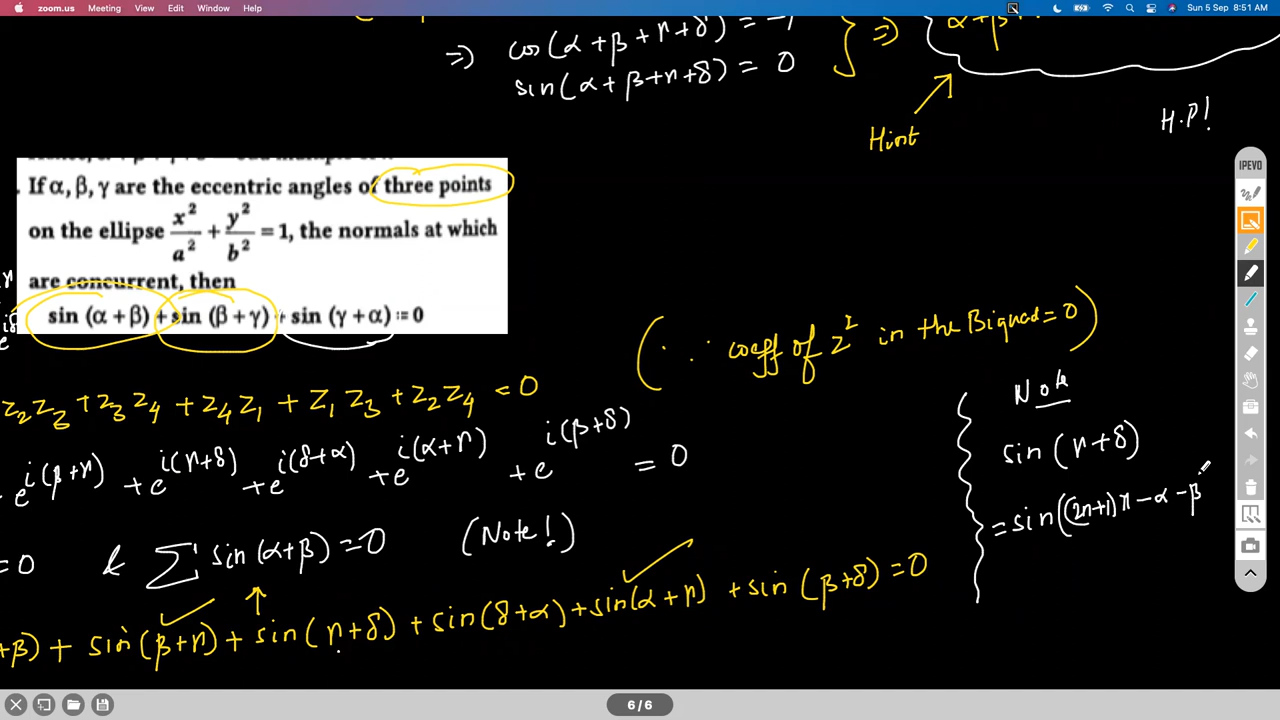 zoom.us Meeting View Edit Window Help Sun 5 Sep 8:51 AM
⇒ cos(α+β+γ+δ) = -1
sin(α+β+γ+δ) = 0
⇒
Hint
H.P!
. If α, β, γ are the eccentric angles of three points
on the ellipse x²/a² + y²/b² = 1, the normals at which
are concurrent, then
sin (α + β) + sin (β + γ) + sin (γ + α) = 0
(∵ coeff of z² in the Biquad = 0)
z₂z₃ + z₃z₄ + z₄z₁ + z₁z₃ + z₂z₄ = 0
e^i(β+γ) + e^i(γ+δ) + e^i(δ+α) + e^i(α+γ) + e^i(β+δ) = 0
= 0 & Σ sin(α+β) = 0 (Note!)
+β) + sin(β+γ) + sin(γ+δ) + sin(δ+α) + sin(α+γ) + sin(β+δ) = 0
Note
sin(γ+δ)
= sin((2n+1)π - α - β
IPEVO
6/6